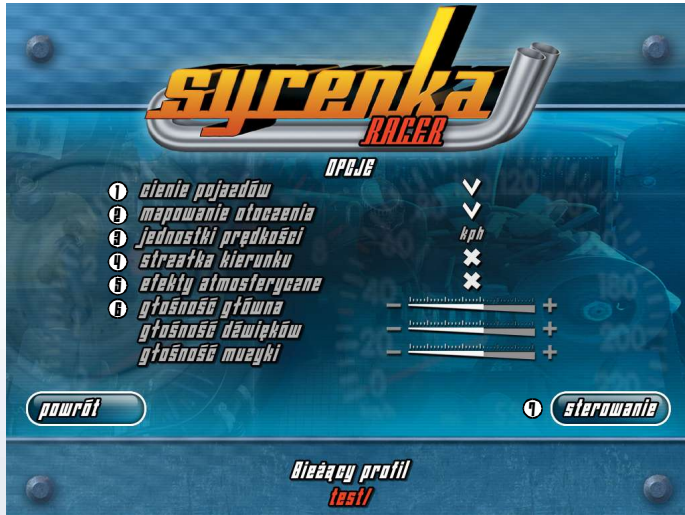 syrenka
RACER
OPCJE
1 cienie pojazdów
2 mapowanie otoczenia
3 jednostki prędkości kph
4 strzałka kierunku
5 efekty atmosferyczne
6 głośność główna - +
głośność dźwięków - +
głośność muzyki - +
powrót
7 sterowanie
Bieżący profil
test/